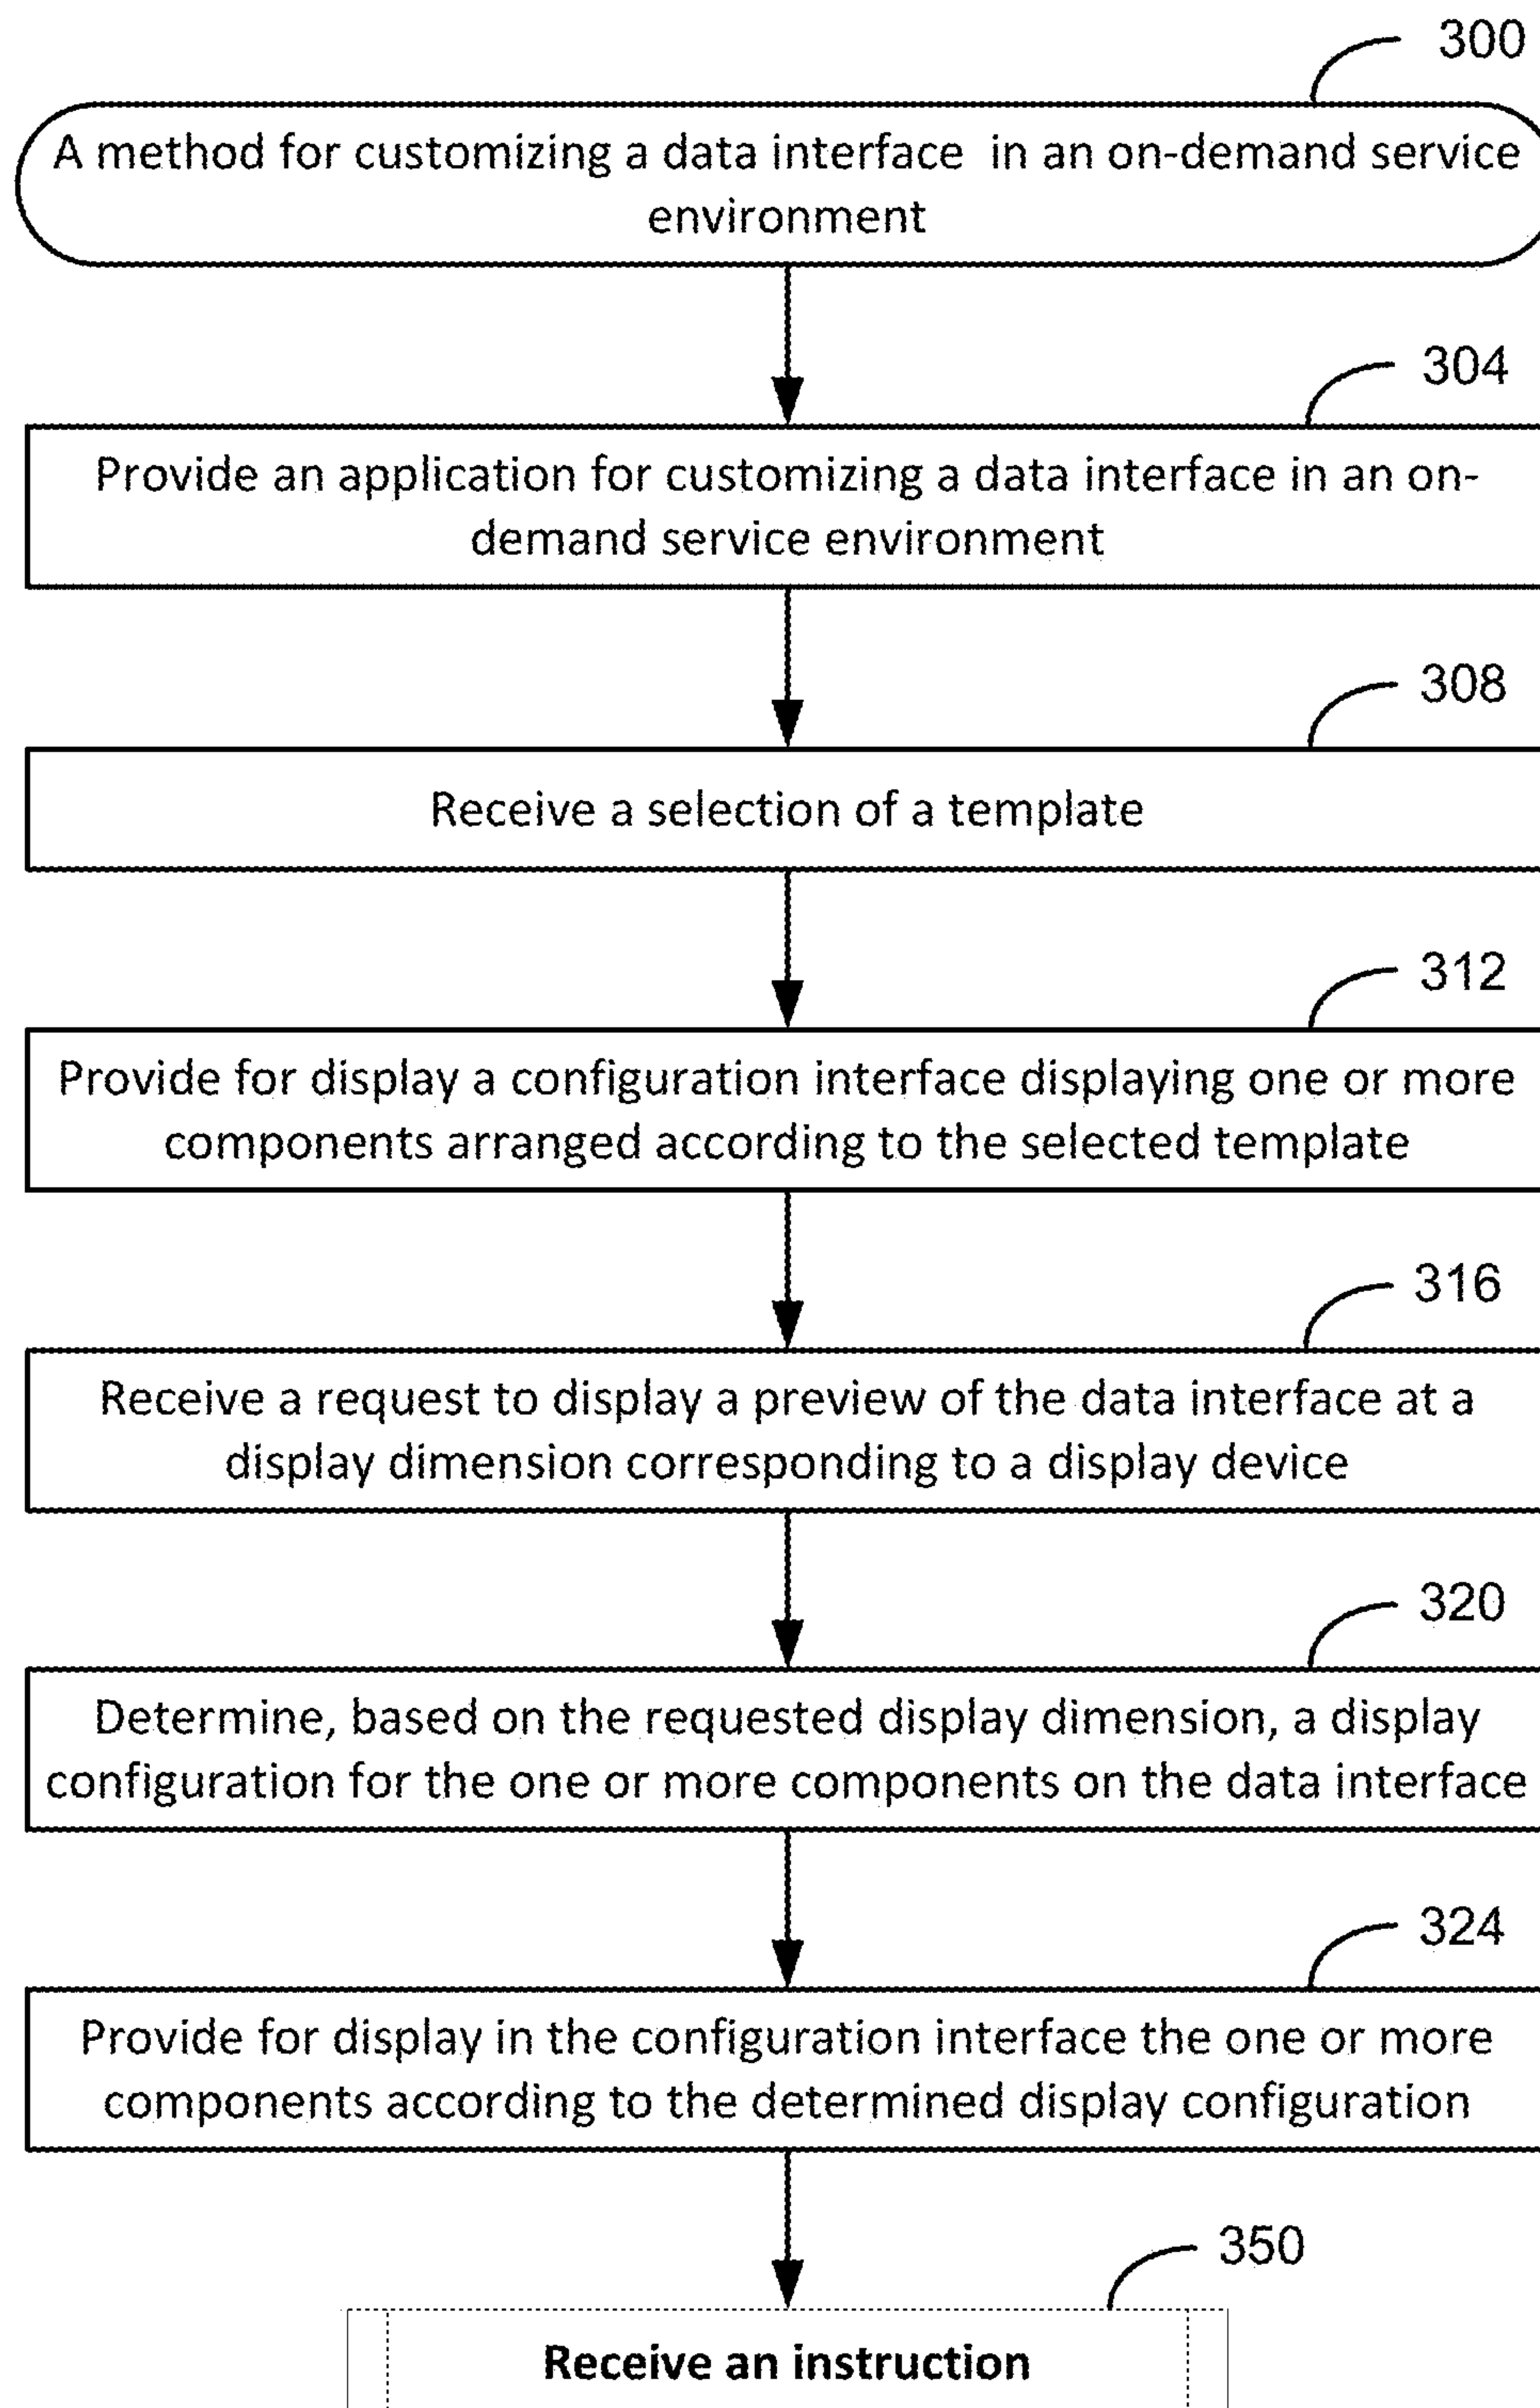 300
A method for customizing a data interface in an on-demand service
environment
304
Provide an application for customizing a data interface in an on-
demand service environment
308
Receive a selection of a template
312
Provide for display a configuration interface displaying one or more
components arranged according to the selected template
316
Receive a request to display a preview of the data interface at a
display dimension corresponding to a display device
320
Determine, based on the requested display dimension, a display
configuration for the one or more components on the data interface
324
Provide for display in the configuration interface the one or more
components according to the determined display configuration
350
Receive an instruction